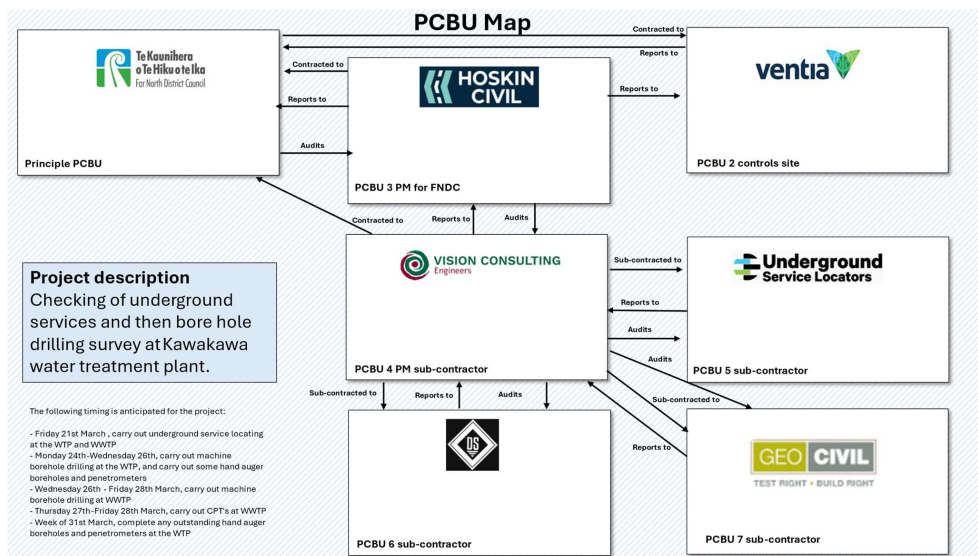 PCBU Map
Te Kaunihera
o Te Hiku o te Ika
Far North District Council
Principle PCBU
Contracted to
Reports to
Contracted to
Reports to
Audits
HOSKIN
CIVIL
PCBU 3 PM for FNDC
Reports to
ventia
PCBU 2 controls site
Contracted to
Reports to
Audits
VISION CONSULTING
Engineers
PCBU 4 PM sub-contractor
Sub-contracted to
Reports to
Audits
Audits
Underground
Service Locators
PCBU 5 sub-contractor
Project description
Checking of underground
services and then bore hole
drilling survey at Kawakawa
water treatment plant.
The following timing is anticipated for the project:
- Friday 21st March , carry out underground service locating
at the WTP and WWTP
- Monday 24th-Wednesday 26th, carry out machine
borehole drilling at the WTP, and carry out some hand auger
boreholes and penetrometers
- Wednesday 26th - Friday 28th March, carry out machine
borehole drilling at WWTP
- Thursday 27th-Friday 28th March, carry out CPT's at WWTP
- Week of 31st March, complete any outstanding hand auger
boreholes and penetrometers at the WTP
Sub-contracted to
Reports to
Audits
Sub-contracted to
Reports to
DS
PCBU 6 sub-contractor
GEO CIVIL
TEST RIGHT • BUILD RIGHT
PCBU 7 sub-contractor